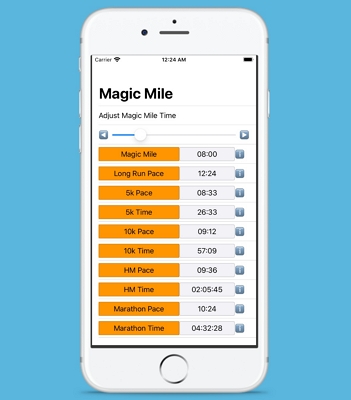 Carrier 12:24 AM
Magic Mile
Adjust Magic Mile Time
Magic Mile 08:00
Long Run Pace 12:24
5k Pace 08:33
5k Time 26:33
10k Pace 09:12
10k Time 57:09
HM Pace 09:36
HM Time 02:05:45
Marathon Pace 10:24
Marathon Time 04:32:28